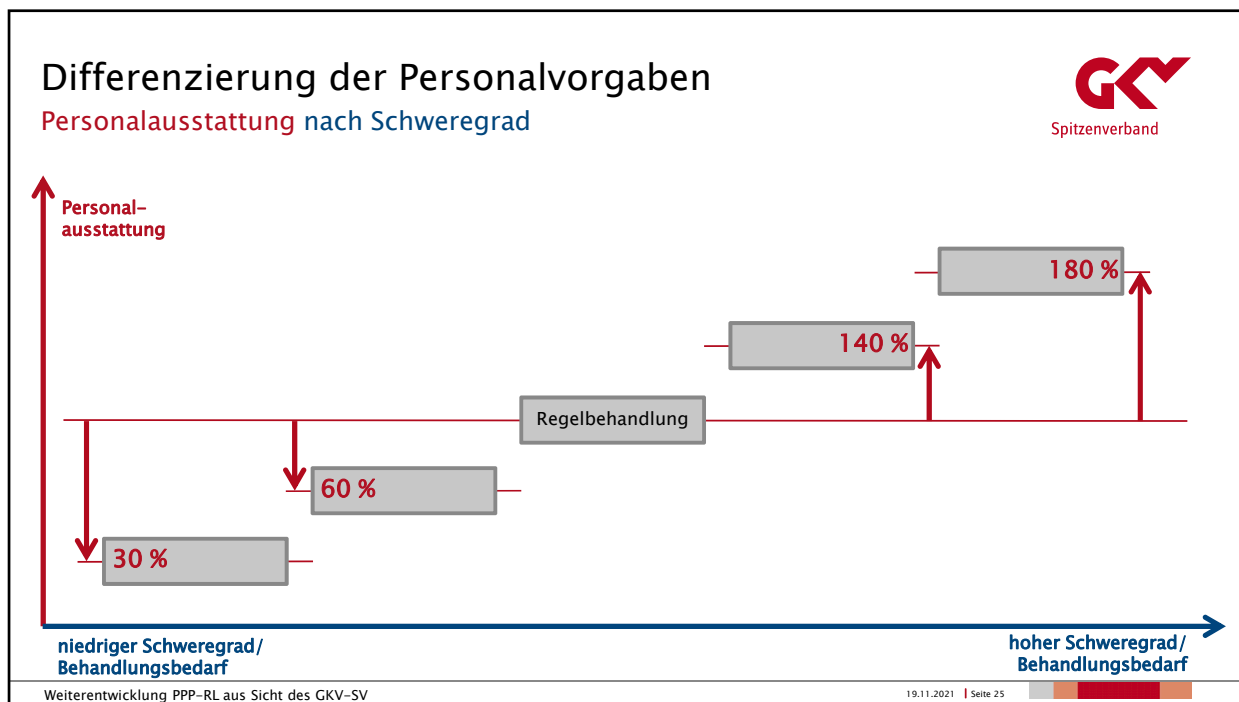 Differenzierung der Personalvorgaben
Personalausstattung nach Schweregrad
GKV
Spitzenverband
Personal-
ausstattung
180 %
140 %
Regelbehandlung
60 %
30 %
niedriger Schweregrad/
Behandlungsbedarf
hoher Schweregrad/
Behandlungsbedarf
Weiterentwicklung PPP-RL aus Sicht des GKV-SV
19.11.2021 | Seite 25